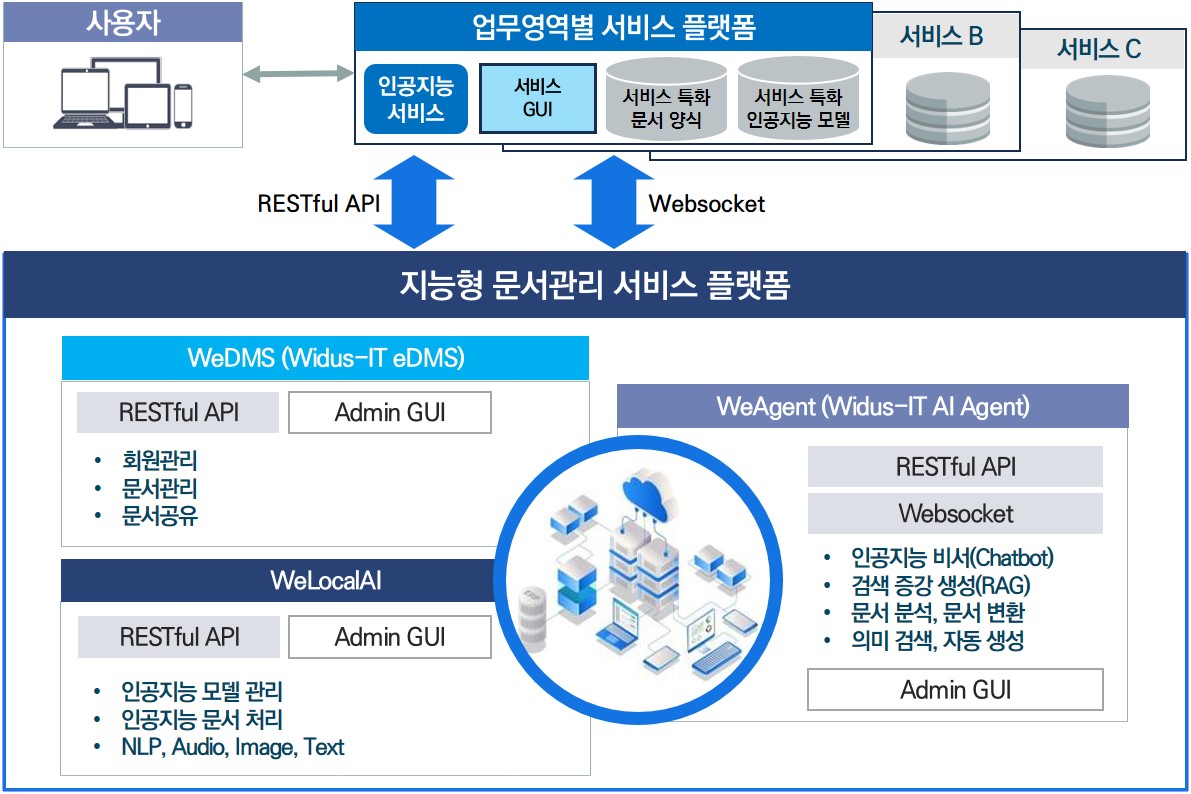 사용자
업무영역별 서비스 플랫폼
인공지능
서비스
서비스
GUI
서비스 특화
문서 양식
서비스 특화
인공지능 모델
서비스 B
서비스 C
RESTful API
Websocket
지능형 문서관리 서비스 플랫폼
WeDMS (Widus-IT eDMS)
RESTful API
Admin GUI
• 회원관리
• 문서관리
• 문서공유
WeLocalAI
RESTful API
Admin GUI
• 인공지능 모델 관리
• 인공지능 문서 처리
• NLP, Audio, Image, Text
ERP
WeAgent (Widus-IT AI Agent)
RESTful API
Websocket
• 인공지능 비서(Chatbot)
• 검색 증강 생성(RAG)
• 문서 분석, 문서 변환
• 의미 검색, 자동 생성
Admin GUI